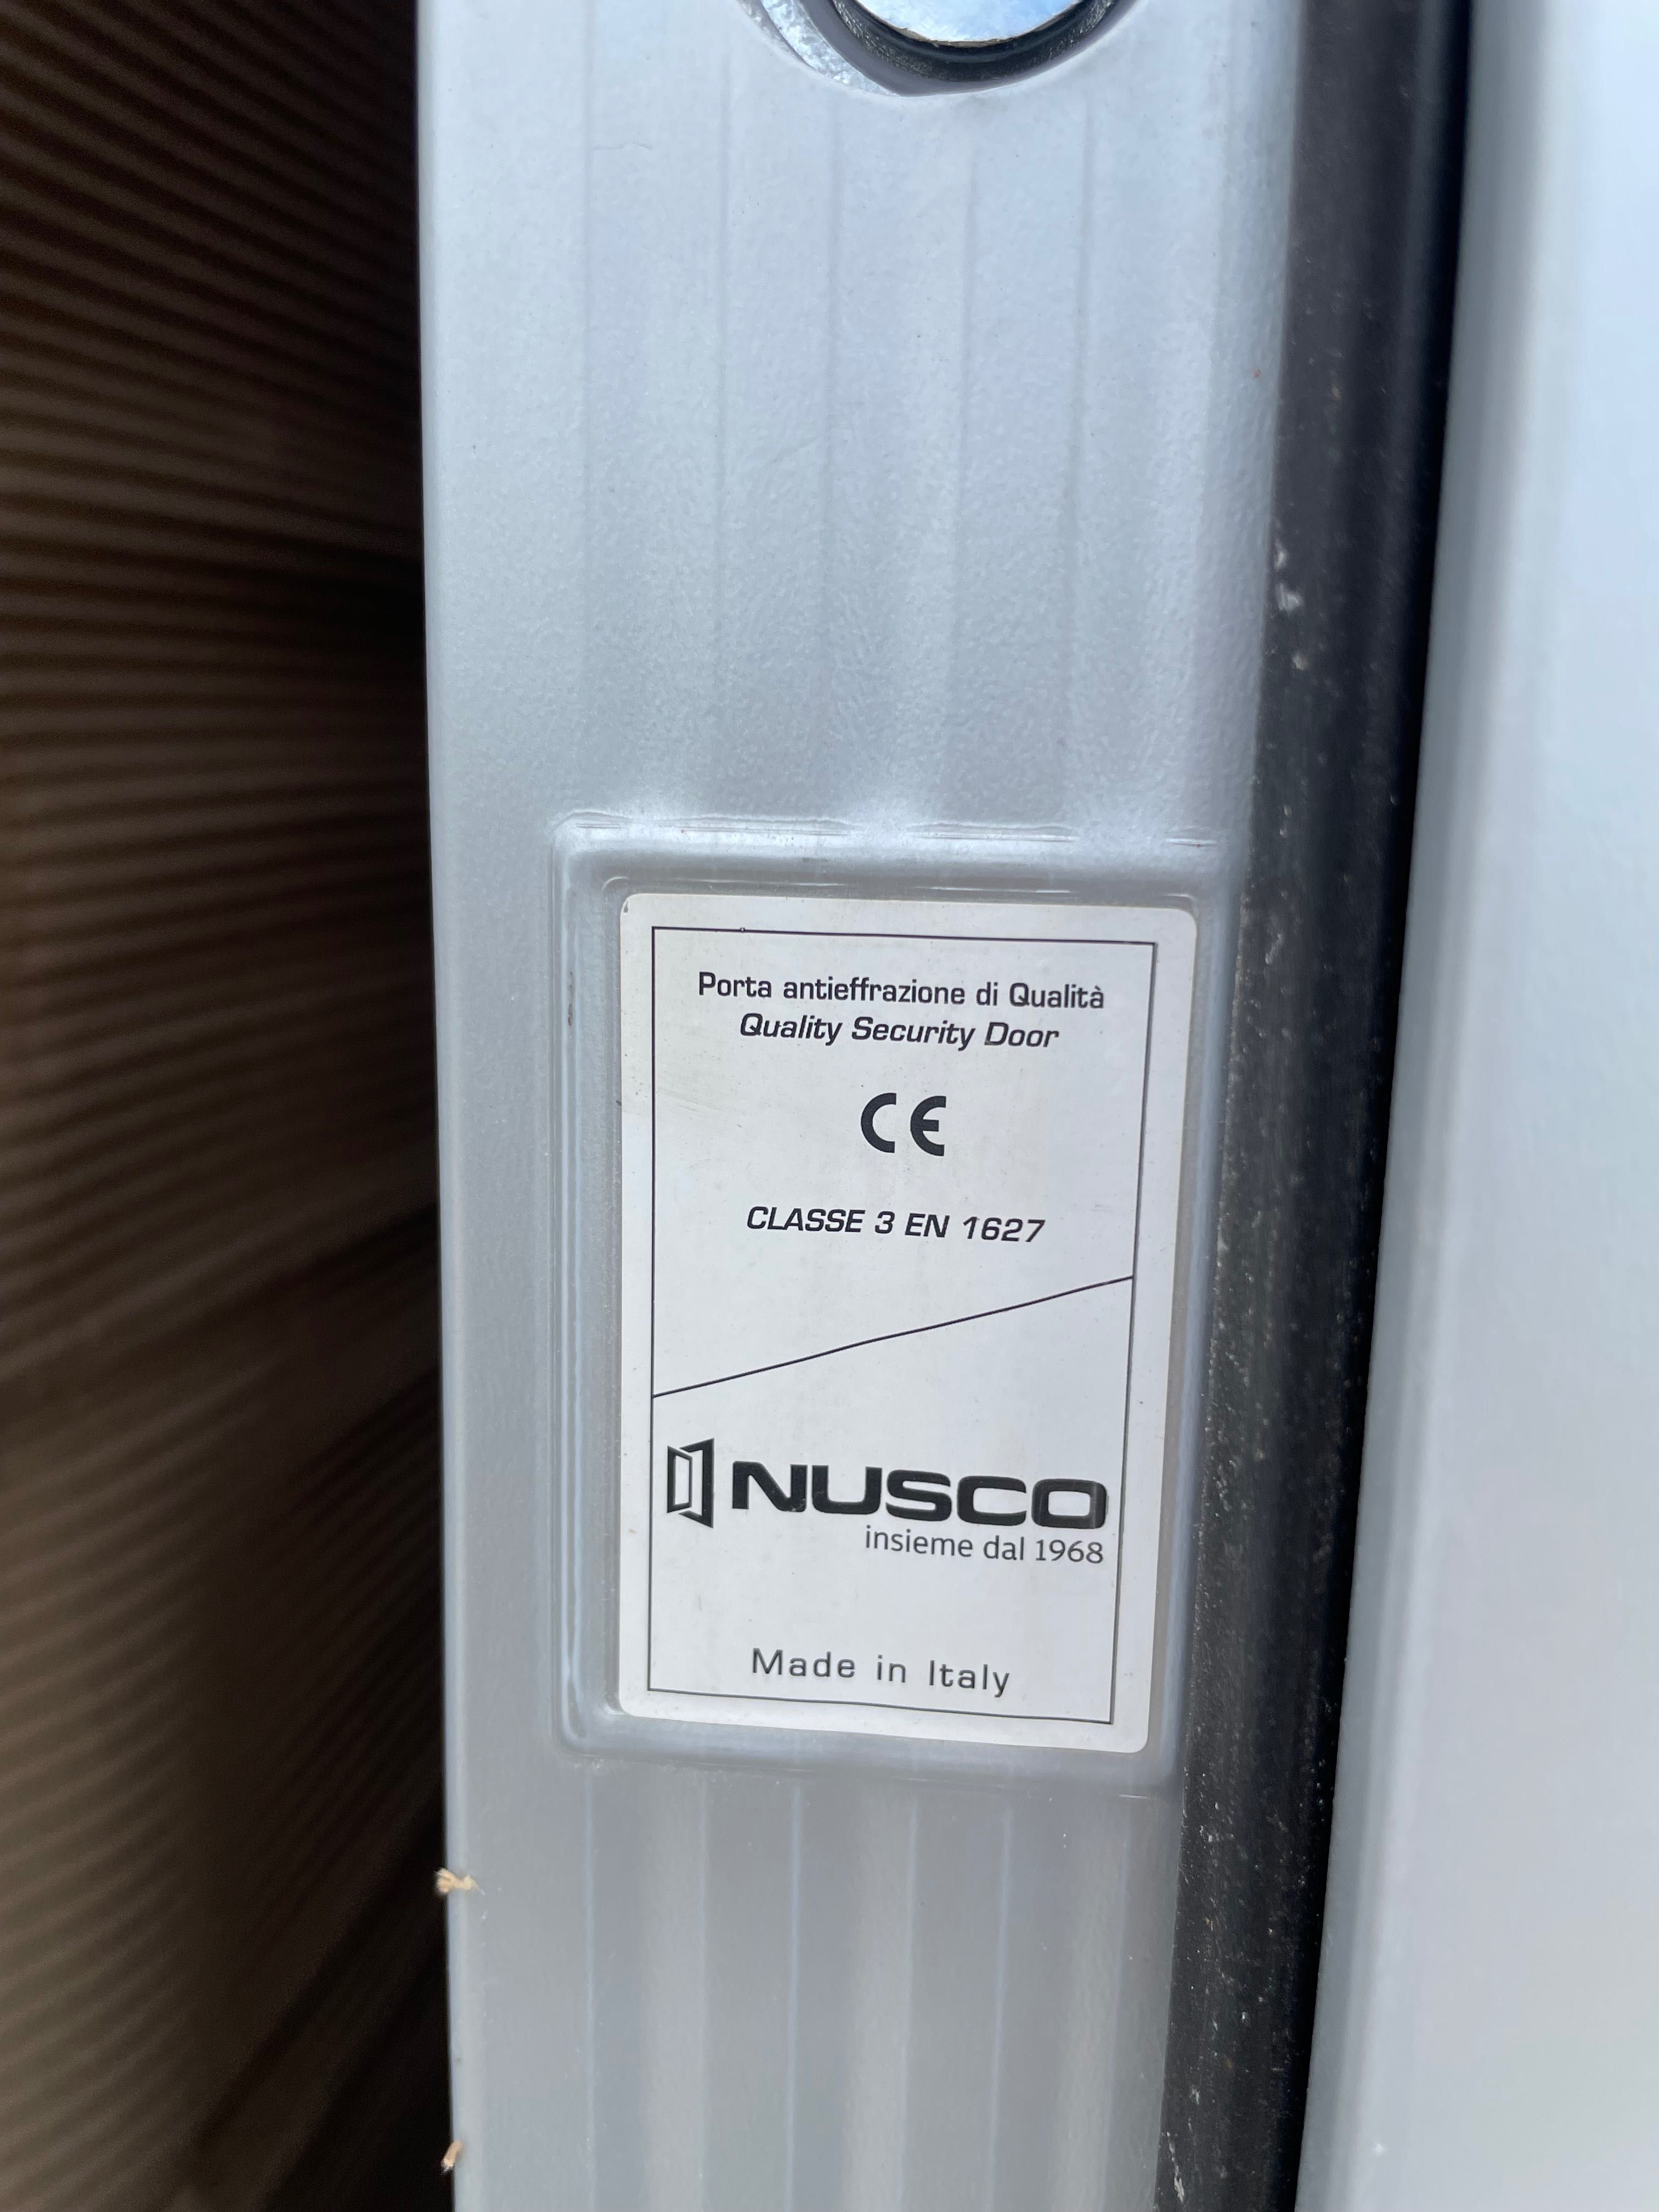 Porta antieffrazione di Qualità
Quality Security Door
CE
CLASSE 3 EN 1627
NUSCO
insieme dal 1968
Made in Italy